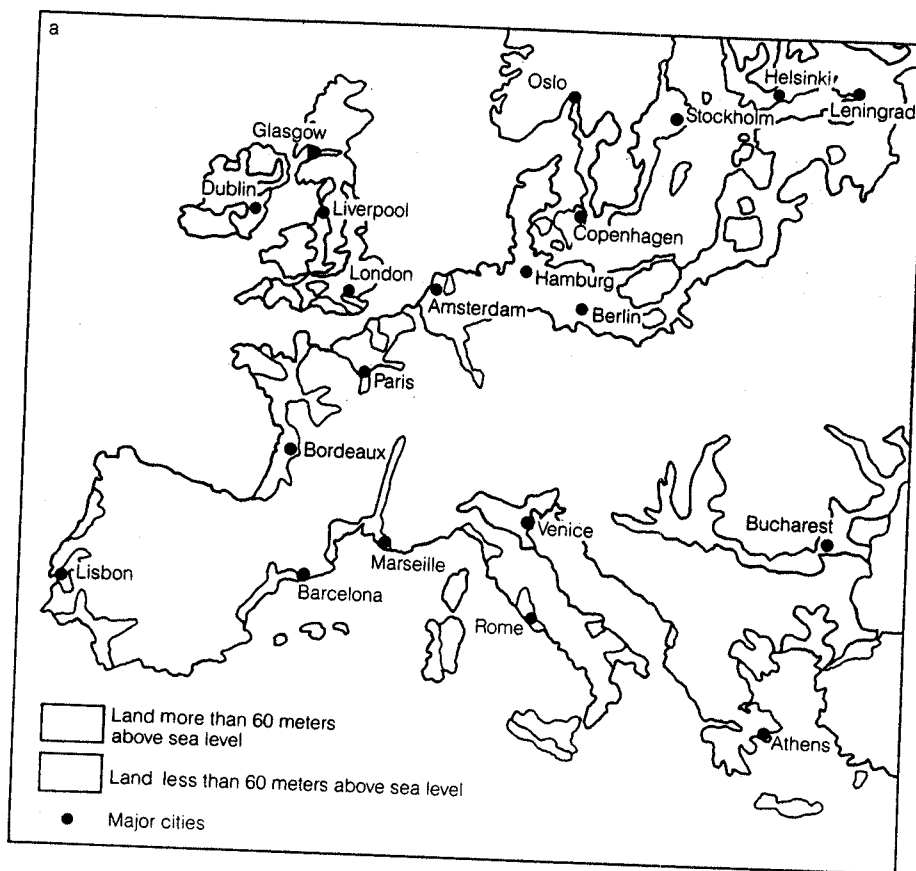 a
Oslo
Helsinki
Leningrad
Stockholm
Glasgow
Dublin
Liverpool
Copenhagen
London
Hamburg
Amsterdam
Berlin
Paris
Bordeaux
Venice
Bucharest
Marseille
Lisbon
Barcelona
Rome
Athens
Land more than 60 meters
above sea level
Land less than 60 meters above sea level
Major cities